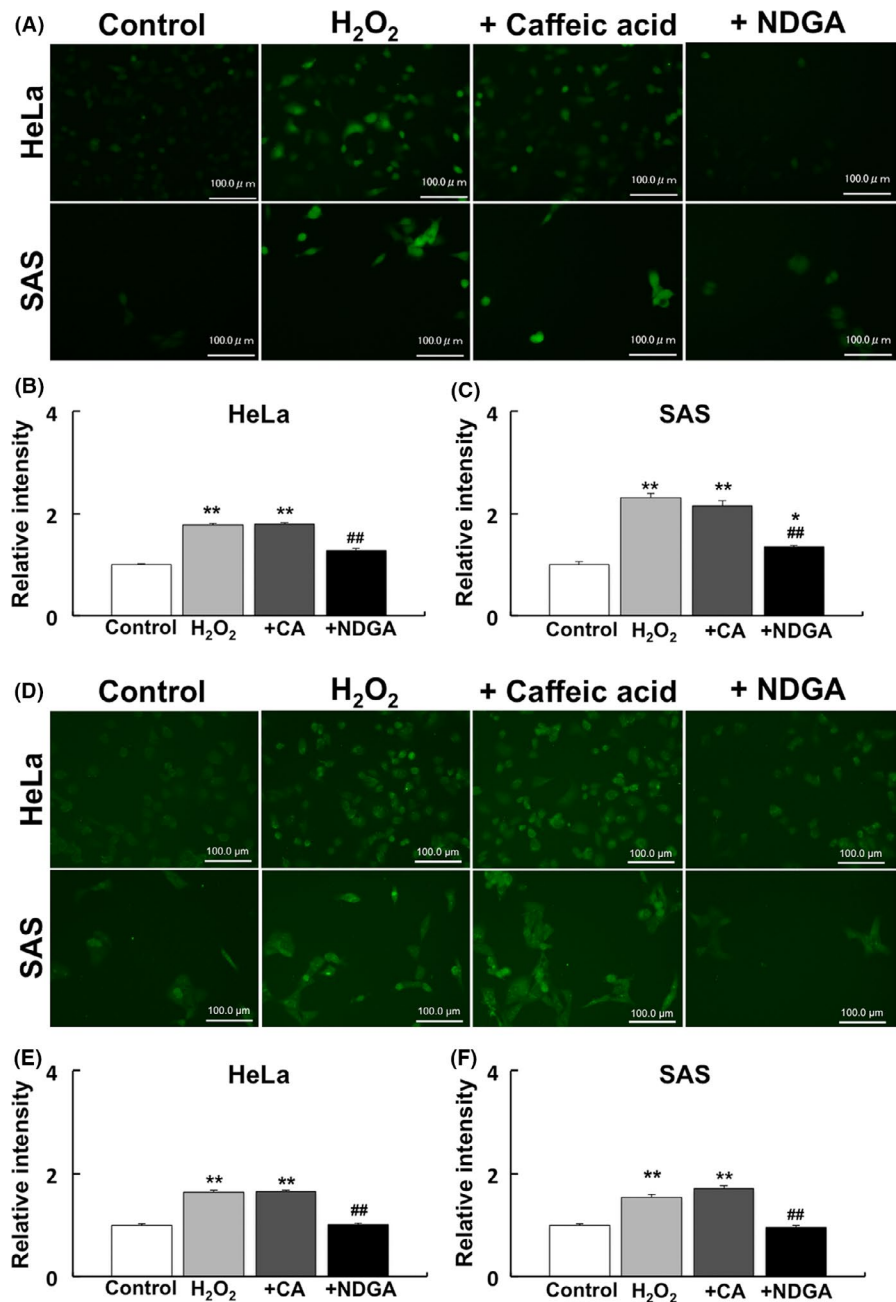 (A) Control H₂O₂ + Caffeic acid + NDGA
HeLa
100.0 μm 100.0 μm 100.0 μm 100.0 μm
SAS
100.0 μm 100.0 μm 100.0 μm 100.0 μm
(B) HeLa
Relative intensity
4
2
0
** ** ##
Control H₂O₂ +CA +NDGA
(C) SAS
Relative intensity
4
2
0
** ** *
##
Control H₂O₂ +CA +NDGA
(D) Control H₂O₂ + Caffeic acid + NDGA
HeLa
100.0 μm 100.0 μm 100.0 μm 100.0 μm
SAS
100.0 μm 100.0 μm 100.0 μm 100.0 μm
(E) HeLa
Relative intensity
4
2
0
** ** ##
Control H₂O₂ +CA +NDGA
(F) SAS
Relative intensity
4
2
0
** ** ##
Control H₂O₂ +CA +NDGA